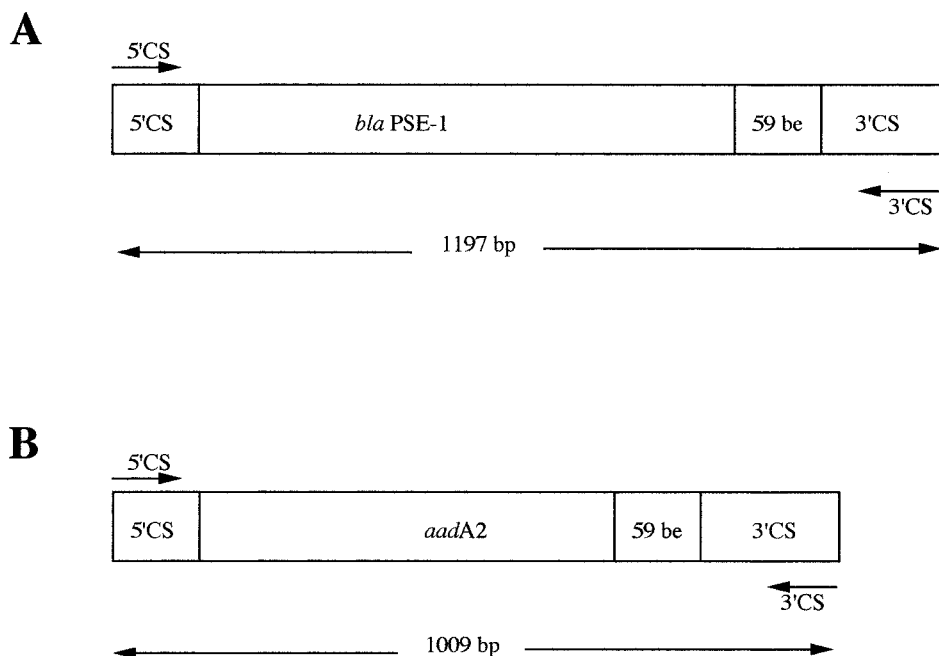 A
5'CS
5'CS bla PSE-1 59 be 3'CS
3'CS
1197 bp
B
5'CS
5'CS aadA2 59 be 3'CS
3'CS
1009 bp